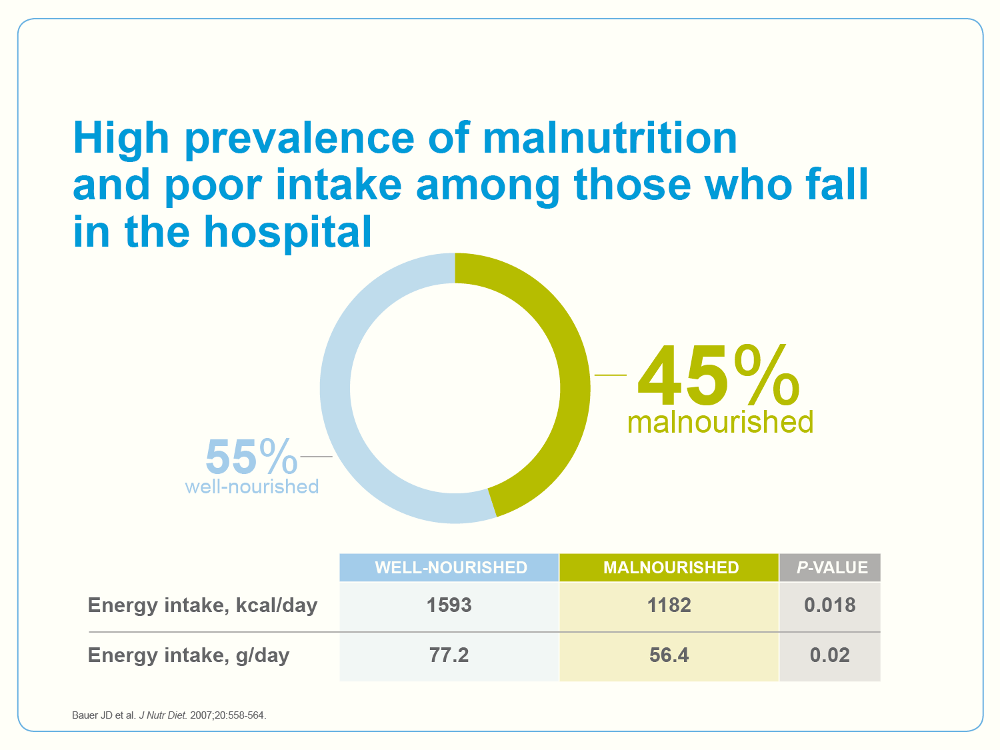 High prevalence of malnutrition
and poor intake among those who fall
in the hospital
45%
malnourished
55%
well-nourished
WELL-NOURISHED MALNOURISHED P-VALUE
Energy intake, kcal/day 1593 1182 0.018
Energy intake, g/day 77.2 56.4 0.02
Bauer JD et al. J Nutr Diet. 2007;20:558-564.